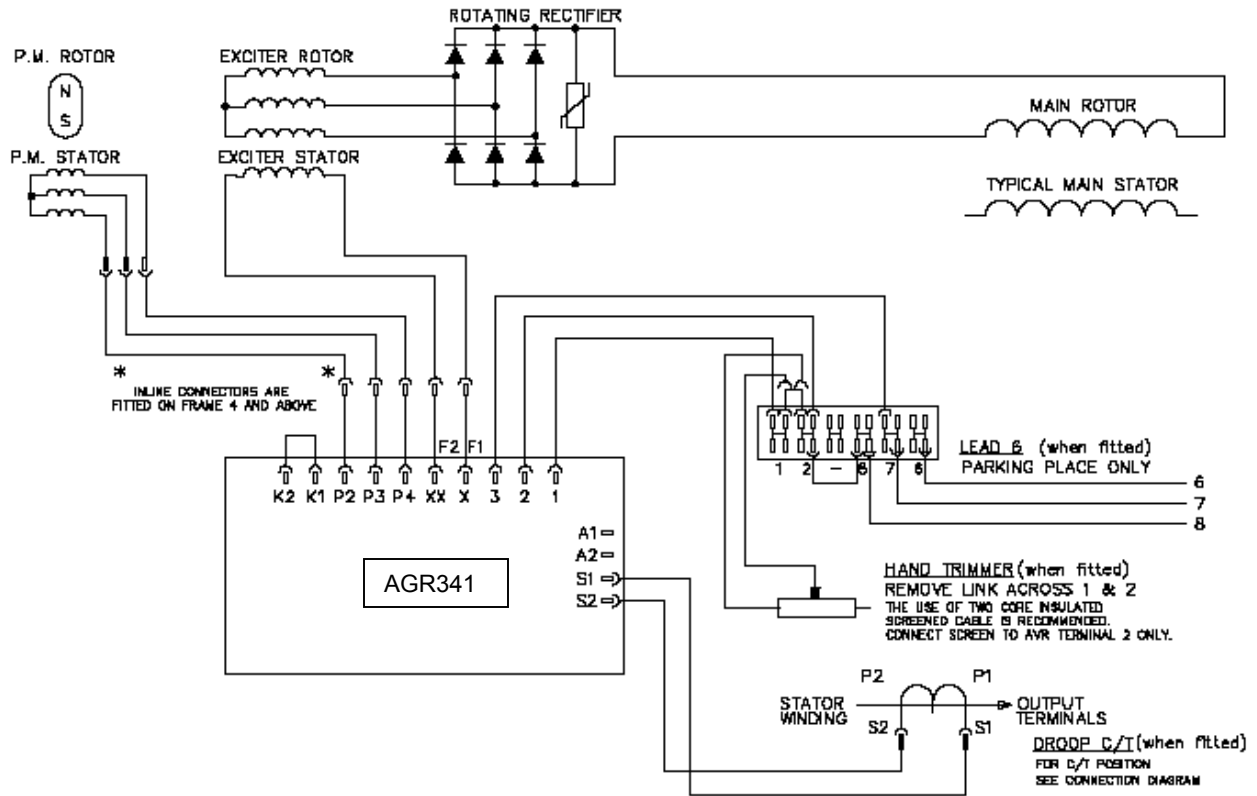 ROTATING RECTIFIER
P.M. ROTOR
EXCITER ROTOR
N
S
MAIN ROTOR
P.M. STATOR
EXCITER STATOR
TYPICAL MAIN STATOR
* *
INLINE CONNECTORS ARE
FITTED ON FRAME 4 AND ABOVE
F2 F1
K2 K1 P2 P3 P4 XX X 3 2 1
1 2 – 8 7 6
LEAD 6 (when fitted)
PARKING PLACE ONLY
6
7
8
A1
A2
S1
S2
AGR341
HAND TRIMMER (when fitted)
REMOVE LINK ACROSS 1 & 2
THE USE OF TWO CORE INSULATED
SCREENED CABLE IS RECOMMENDED.
CONNECT SCREEN TO AVR TERMINAL 2 ONLY.
P2 P1
STATOR
WINDING
OUTPUT
TERMINALS
S2 S1
DROOP C/T (when fitted)
FOR C/T POSITION
SEE CONNECTION DIAGRAM